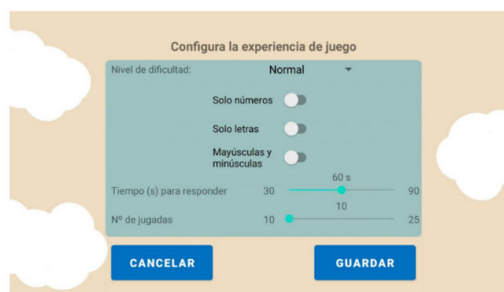 Configura la experiencia de juego
Nivel de dificultad: Normal
Solo números
Solo letras
Mayúsculas y
minúsculas
60 s
Tiempo (s) para responder 30 90
10
Nº de jugadas 10 25
CANCELAR GUARDAR